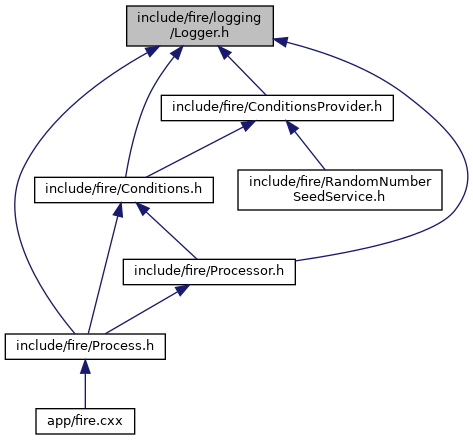 include/fire/logging
/Logger.h
include/fire/ConditionsProvider.h
include/fire/Conditions.h
include/fire/RandomNumber
SeedService.h
include/fire/Processor.h
include/fire/Process.h
app/fire.cxx